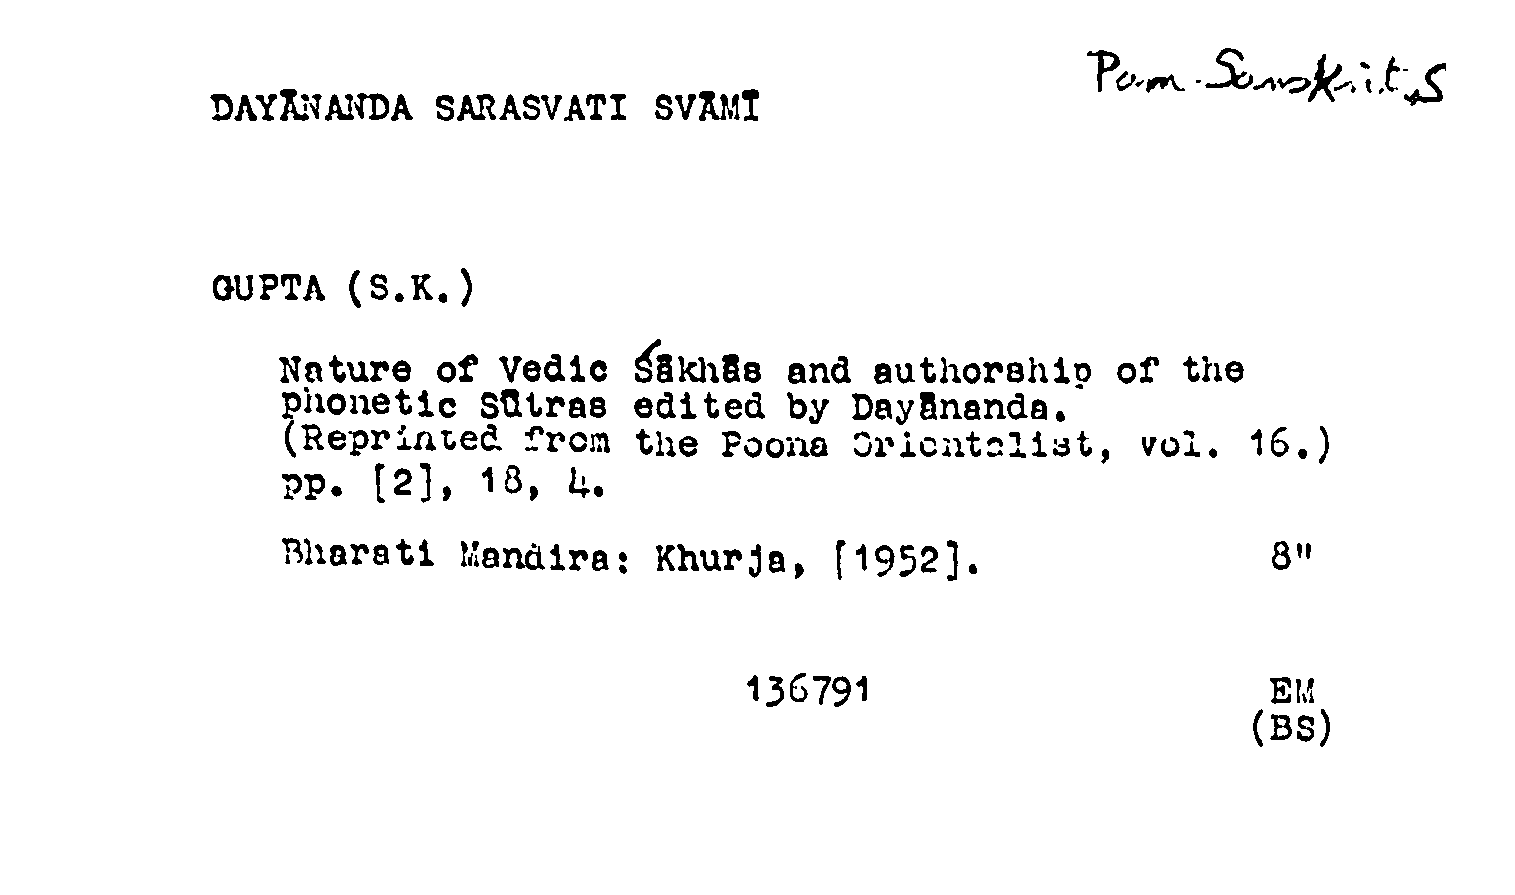 Pam. Sanskrit. S
DAYĀNANDA SARASVATI SVĀMĪ
GUPTA (S.K.)
Nature of Vedic Śākhās and authorship of the
phonetic Sūtras edited by Dayānanda.
(Reprinted from the Poona Orientalist, vol. 16.)
pp. [2], 18, 4.
Bharati Mandira: Khurja, [1952]. 8"
136791 EM
(BS)